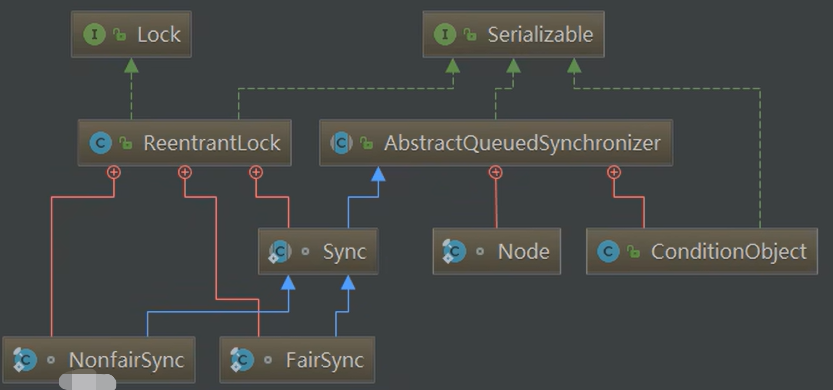 I Lock
I Serializable
C ReentrantLock
C AbstractQueuedSynchronizer
C Sync
C Node
C ConditionObject
C NonfairSync
C FairSync